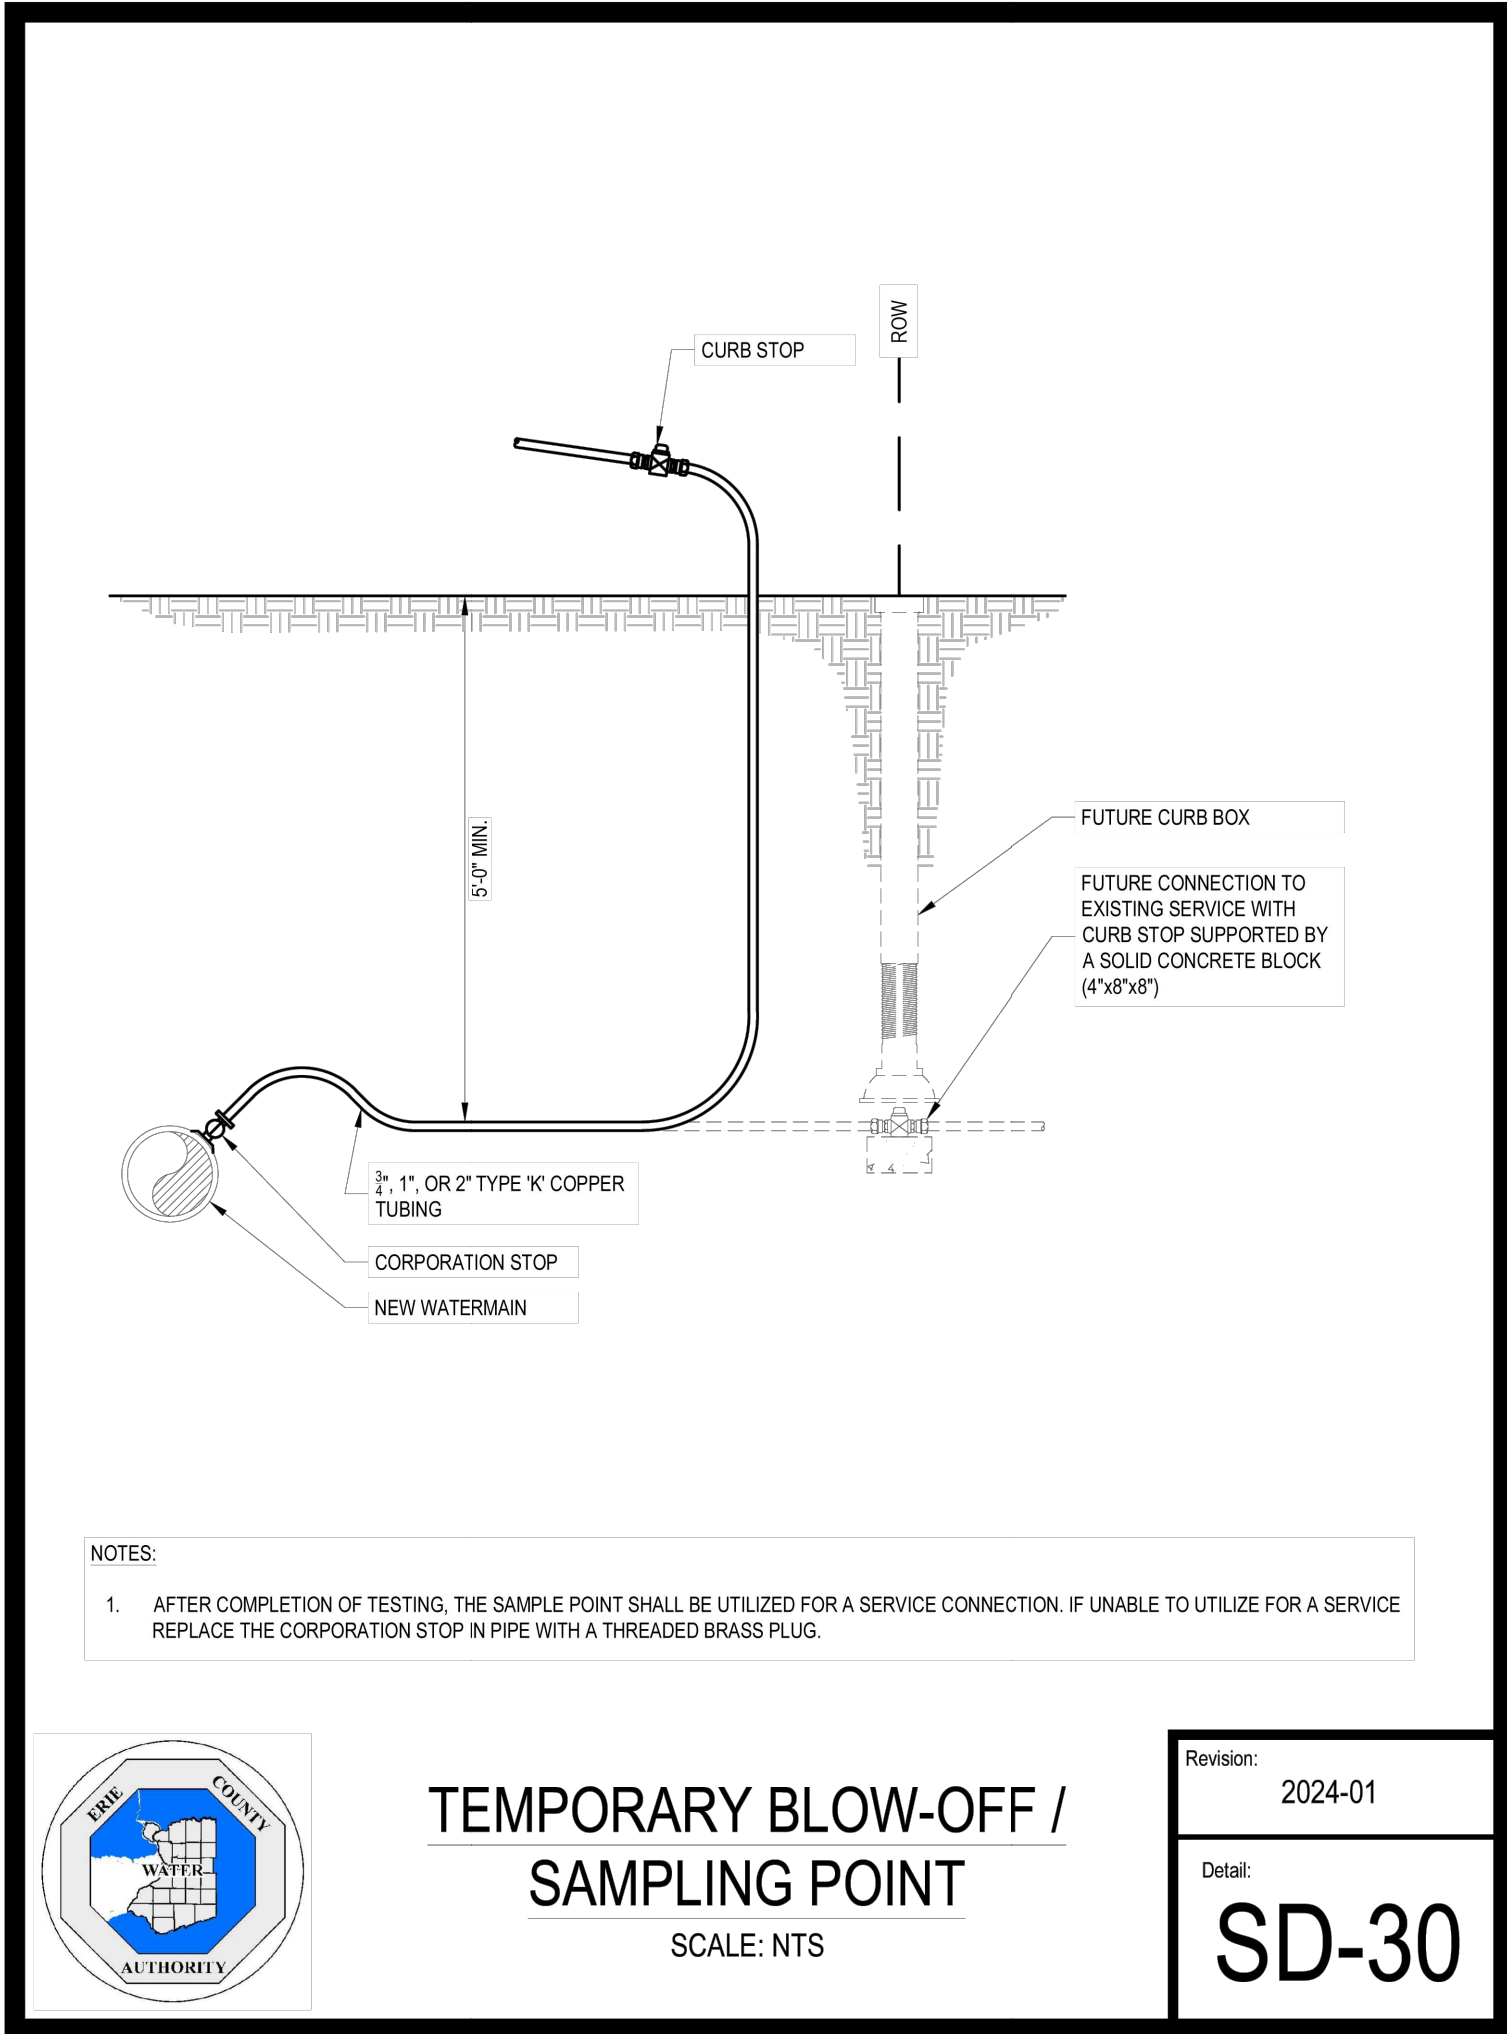 ROW
CURB STOP
5'-0" MIN.
FUTURE CURB BOX
FUTURE CONNECTION TO
EXISTING SERVICE WITH
CURB STOP SUPPORTED BY
A SOLID CONCRETE BLOCK
(4"x8"x8")
3/4", 1", OR 2" TYPE 'K' COPPER
TUBING
CORPORATION STOP
NEW WATERMAIN
NOTES:
1. AFTER COMPLETION OF TESTING, THE SAMPLE POINT SHALL BE UTILIZED FOR A SERVICE CONNECTION. IF UNABLE TO UTILIZE FOR A SERVICE
REPLACE THE CORPORATION STOP IN PIPE WITH A THREADED BRASS PLUG.
ERIE COUNTY
WATER
AUTHORITY
TEMPORARY BLOW-OFF /
SAMPLING POINT
SCALE: NTS
Revision:
2024-01
Detail:
SD-30